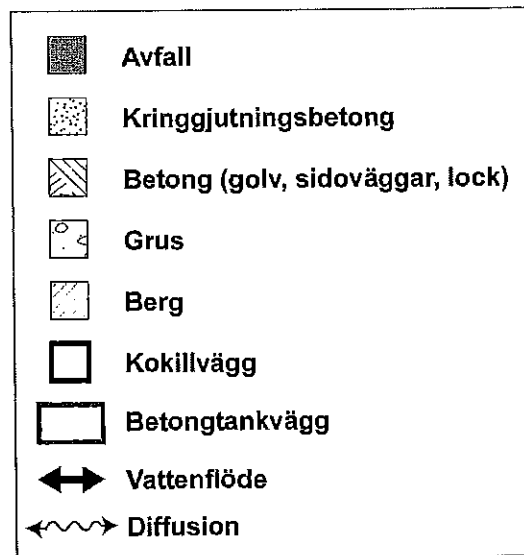 Avfall
Kringgjutningsbetong
Betong (golv, sidoväggar, lock)
Grus
Berg
Kokillvägg
Betongtankvägg
Vattenflöde
Diffusion